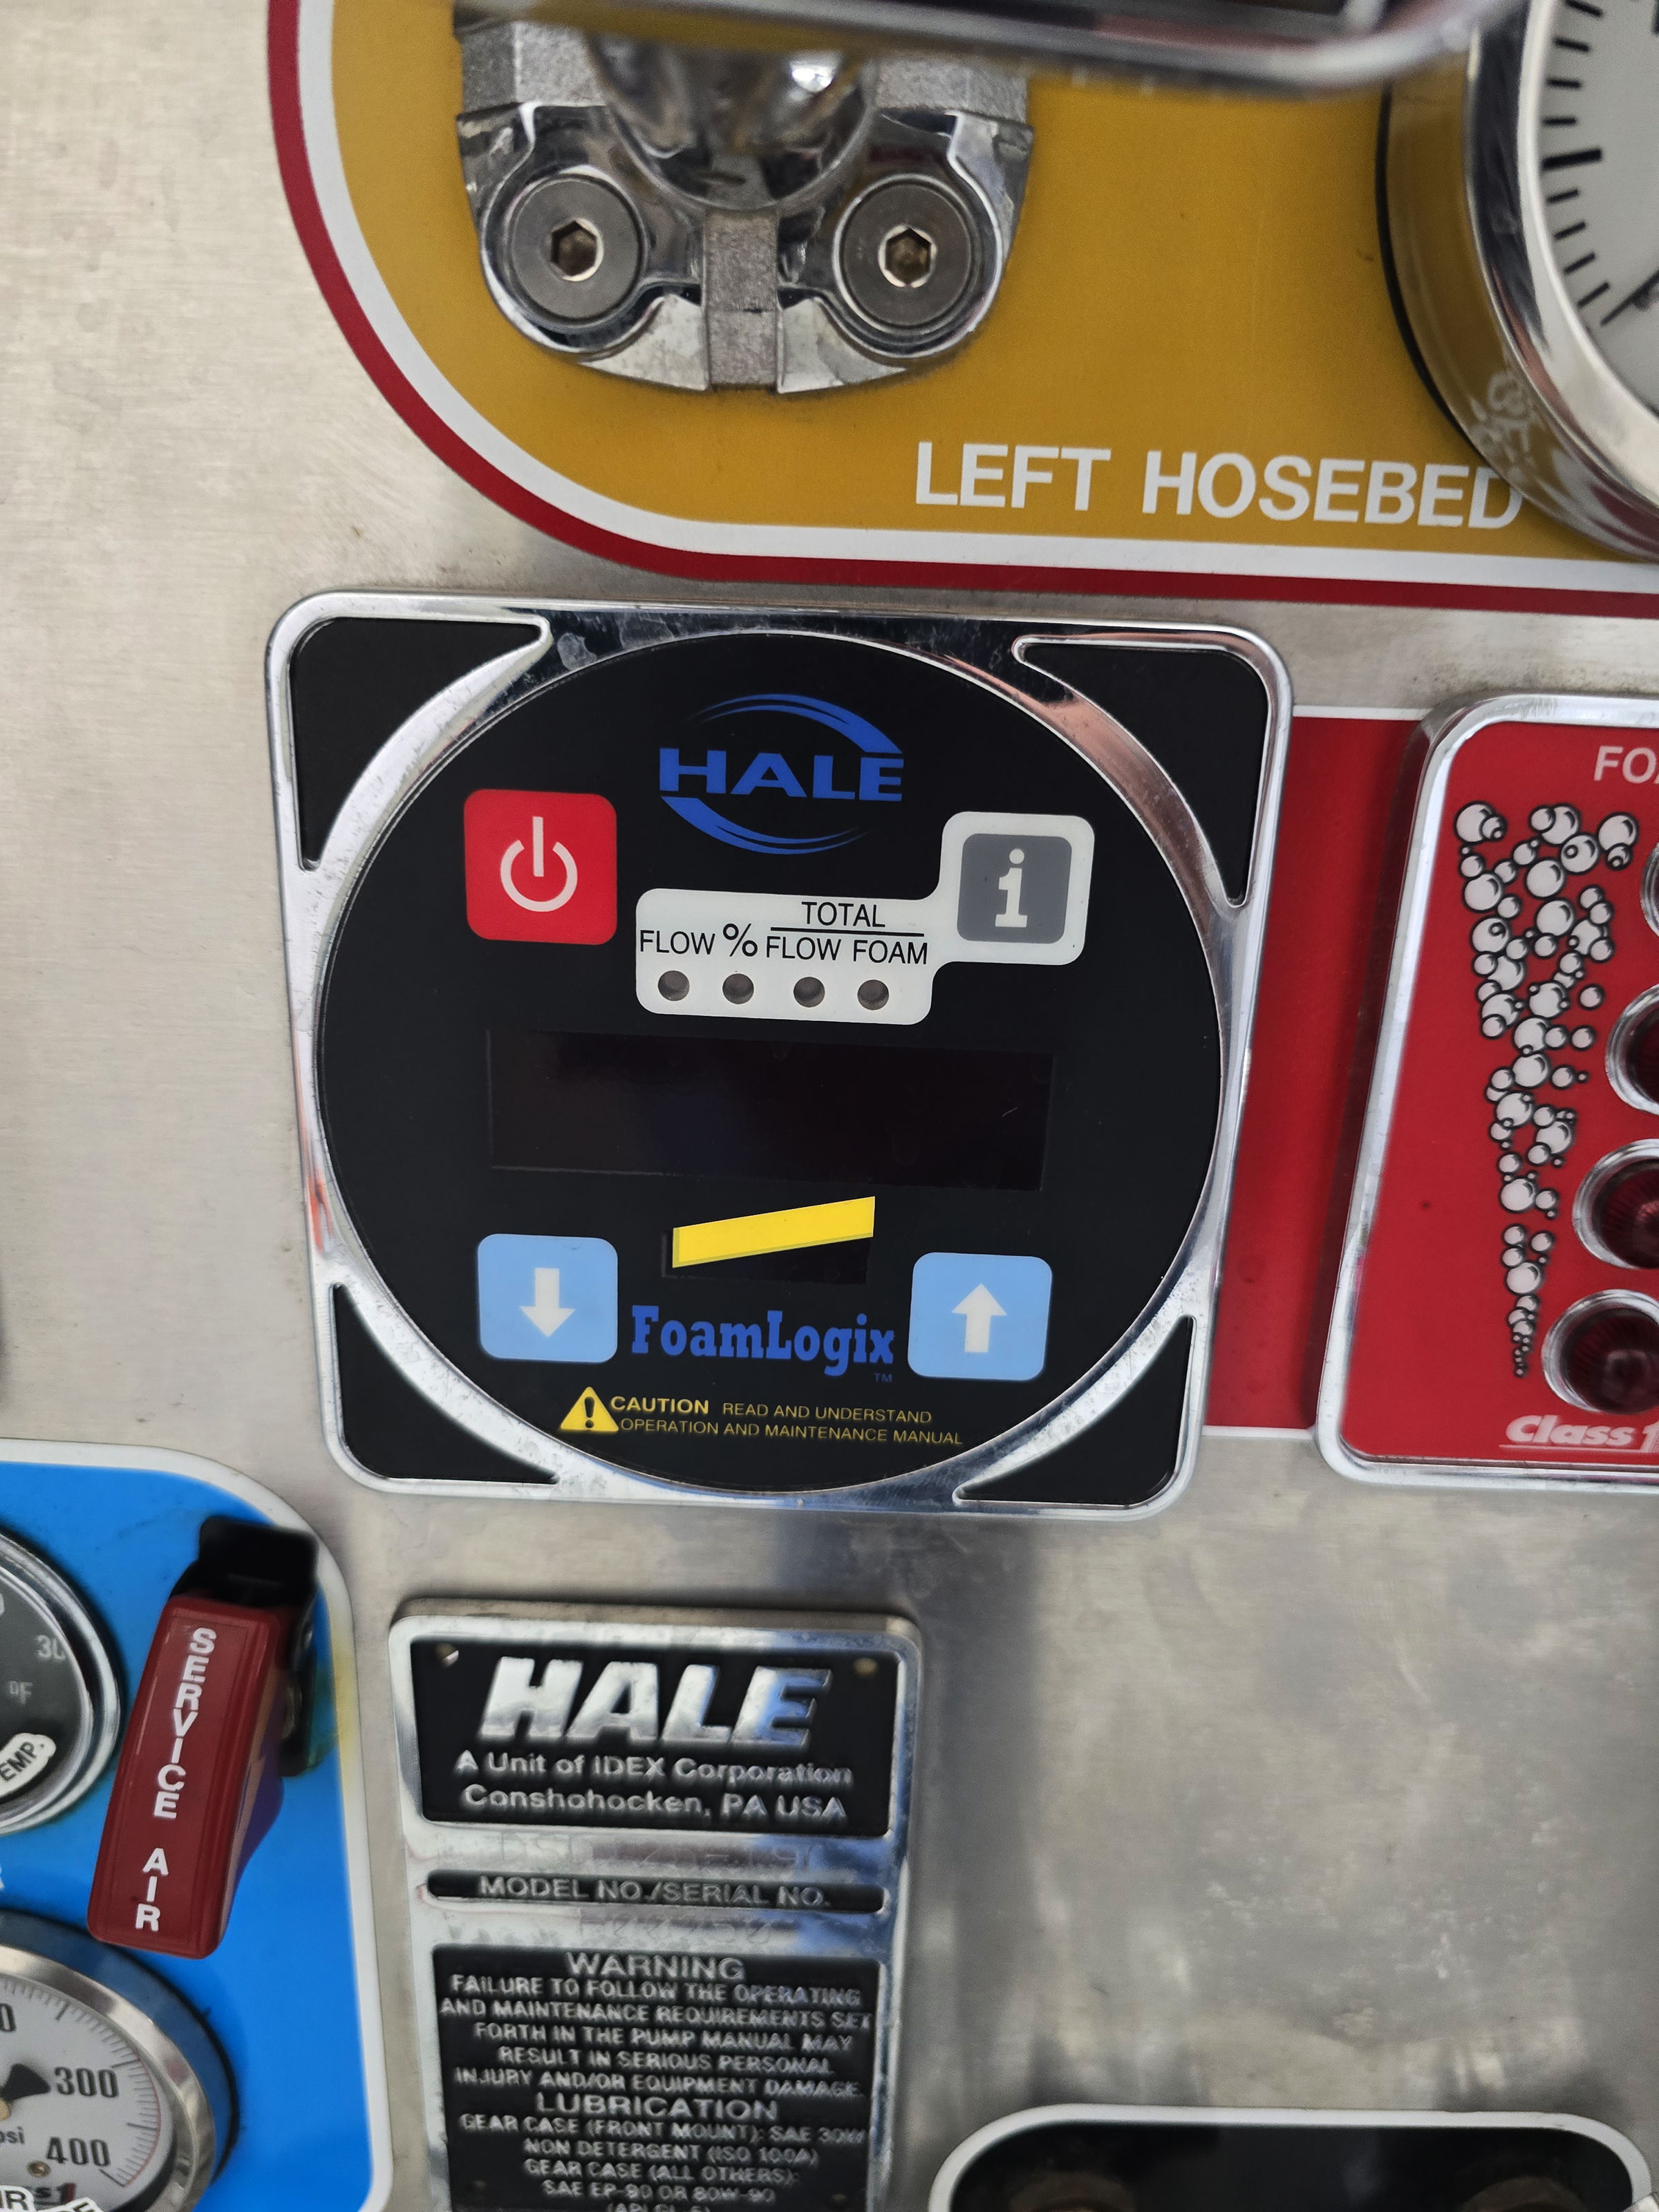 LEFT HOSEBED
HALE
i
TOTAL
FLOW % FLOW FOAM
FoamLogix
TM
CAUTION READ AND UNDERSTAND
OPERATION AND MAINTENANCE MANUAL
Class 1
°F
SERVICE AIR
300
psi
400
HALE
A Unit of IDEX Corporation
Conshohocken, PA USA
MODEL NO./SERIAL NO.
WARNING
FAILURE TO FOLLOW THE OPERATING
AND MAINTENANCE REQUIREMENTS SET
FORTH IN THE PUMP MANUAL MAY
RESULT IN SERIOUS PERSONAL
INJURY AND/OR EQUIPMENT DAMAGE.
LUBRICATION
GEAR CASE (FRONT MOUNT): SAE 30W
NON DETERGENT (ISO 100A)
GEAR CASE (ALL OTHERS):
SAE EP-90 OR 80W-90